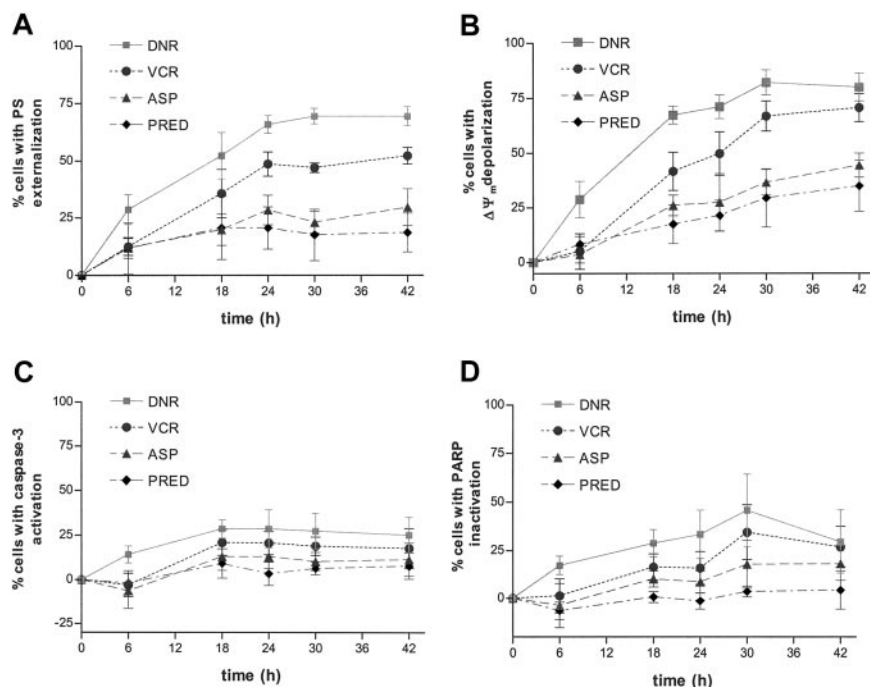 A
% cells with PS
externalization
100
75
50
25
0
DNR
VCR
ASP
PRED
0 6 12 18 24 30 36 42
time (h)
B
% cells with
ΔΨm depolarization
100
75
50
25
0
DNR
VCR
ASP
PRED
0 6 12 18 24 30 36 42
time (h)
C
% cells with caspase-3
activation
100
75
50
25
0
-25
DNR
VCR
ASP
PRED
0 6 12 18 24 30 36 42
time (h)
D
% cells with PARP
inactivation
100
75
50
25
0
DNR
VCR
ASP
PRED
0 6 12 18 24 30 36 42
time (h)